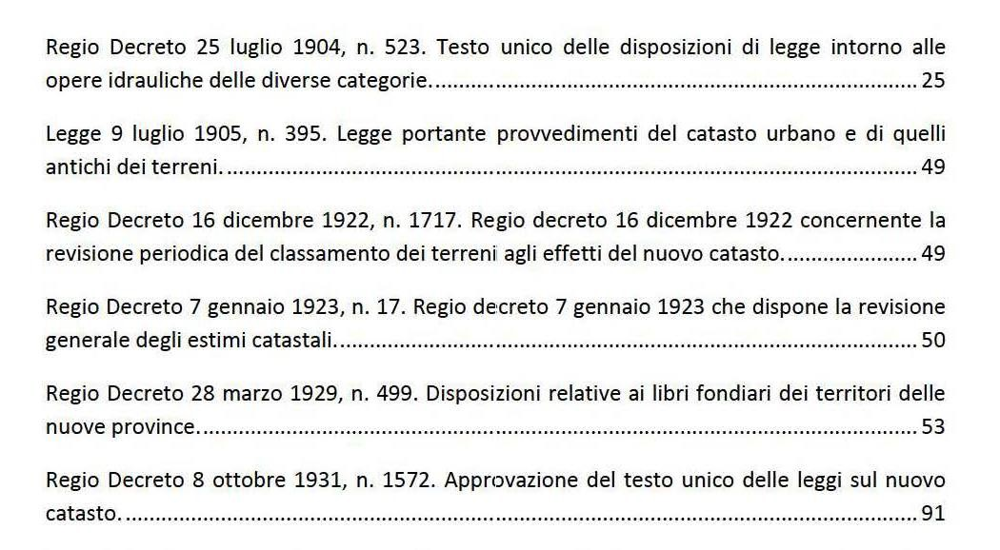 Regio Decreto 25 luglio 1904, n. 523. Testo unico delle disposizioni di legge intorno alle
opere idrauliche delle diverse categorie. 25
Legge 9 luglio 1905, n. 395. Legge portante provvedimenti del catasto urbano e di quelli
antichi dei terreni. 49
Regio Decreto 16 dicembre 1922, n. 1717. Regio decreto 16 dicembre 1922 concernente la
revisione periodica del classamento dei terreni agli effetti del nuovo catasto. 49
Regio Decreto 7 gennaio 1923, n. 17. Regio decreto 7 gennaio 1923 che dispone la revisione
generale degli estimi catastali. 50
Regio Decreto 28 marzo 1929, n. 499. Disposizioni relative ai libri fondiari dei territori delle
nuove province. 53
Regio Decreto 8 ottobre 1931, n. 1572. Approvazione del testo unico delle leggi sul nuovo
catasto. 91